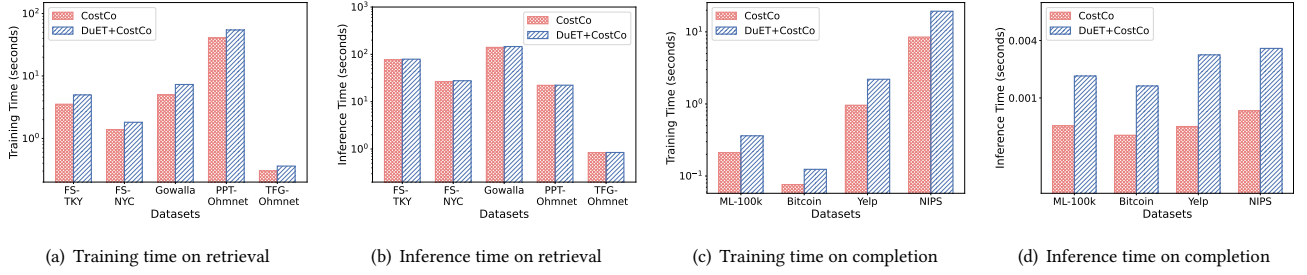 Training Time (seconds)
10²
10¹
10⁰
CostCo
DuET+CostCo
FS-
TKY
FS-
NYC
Gowalla
PPT-
Ohmnet
TFG-
Ohmnet
Datasets
(a) Training time on retrieval
Inference Time (seconds)
10³
10²
10¹
10⁰
CostCo
DuET+CostCo
FS-
TKY
FS-
NYC
Gowalla
PPT-
Ohmnet
TFG-
Ohmnet
Datasets
(b) Inference time on retrieval
Training Time (seconds)
10¹
10⁰
10⁻¹
CostCo
DuET+CostCo
ML-100k
Bitcoin
Yelp
NIPS
Datasets
(c) Training time on completion
Inference Time (seconds)
0.004
0.001
CostCo
DuET+CostCo
ML-100k
Bitcoin
Yelp
NIPS
Datasets
(d) Inference time on completion